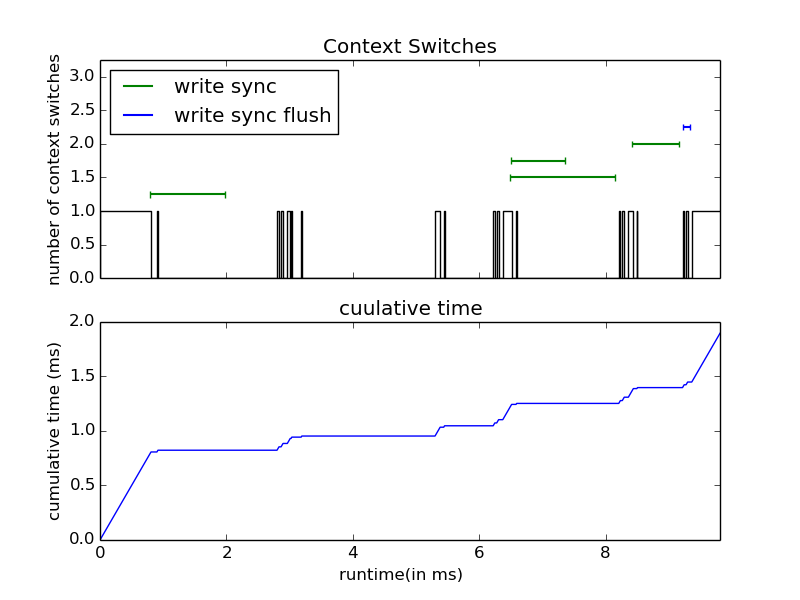 Context Switches
number of context switches
3.0
2.5
2.0
1.5
1.0
0.5
0.0
write sync
write sync flush
cuulative time
cumulative time (ms)
2.0
1.5
1.0
0.5
0.0
0 2 4 6 8
runtime(in ms)